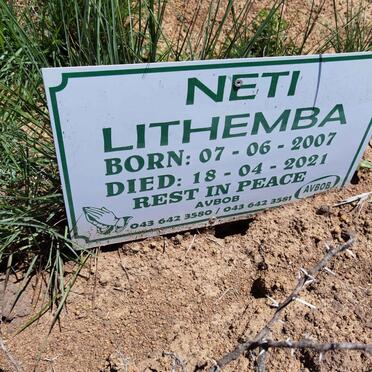 NETI
LITHEMBA
BORN: 07 - 06 - 2007
DIED: 18 - 04 - 2021
REST IN PEACE
AVBOB
043 642 3580 / 043 642 3581
AVBOB